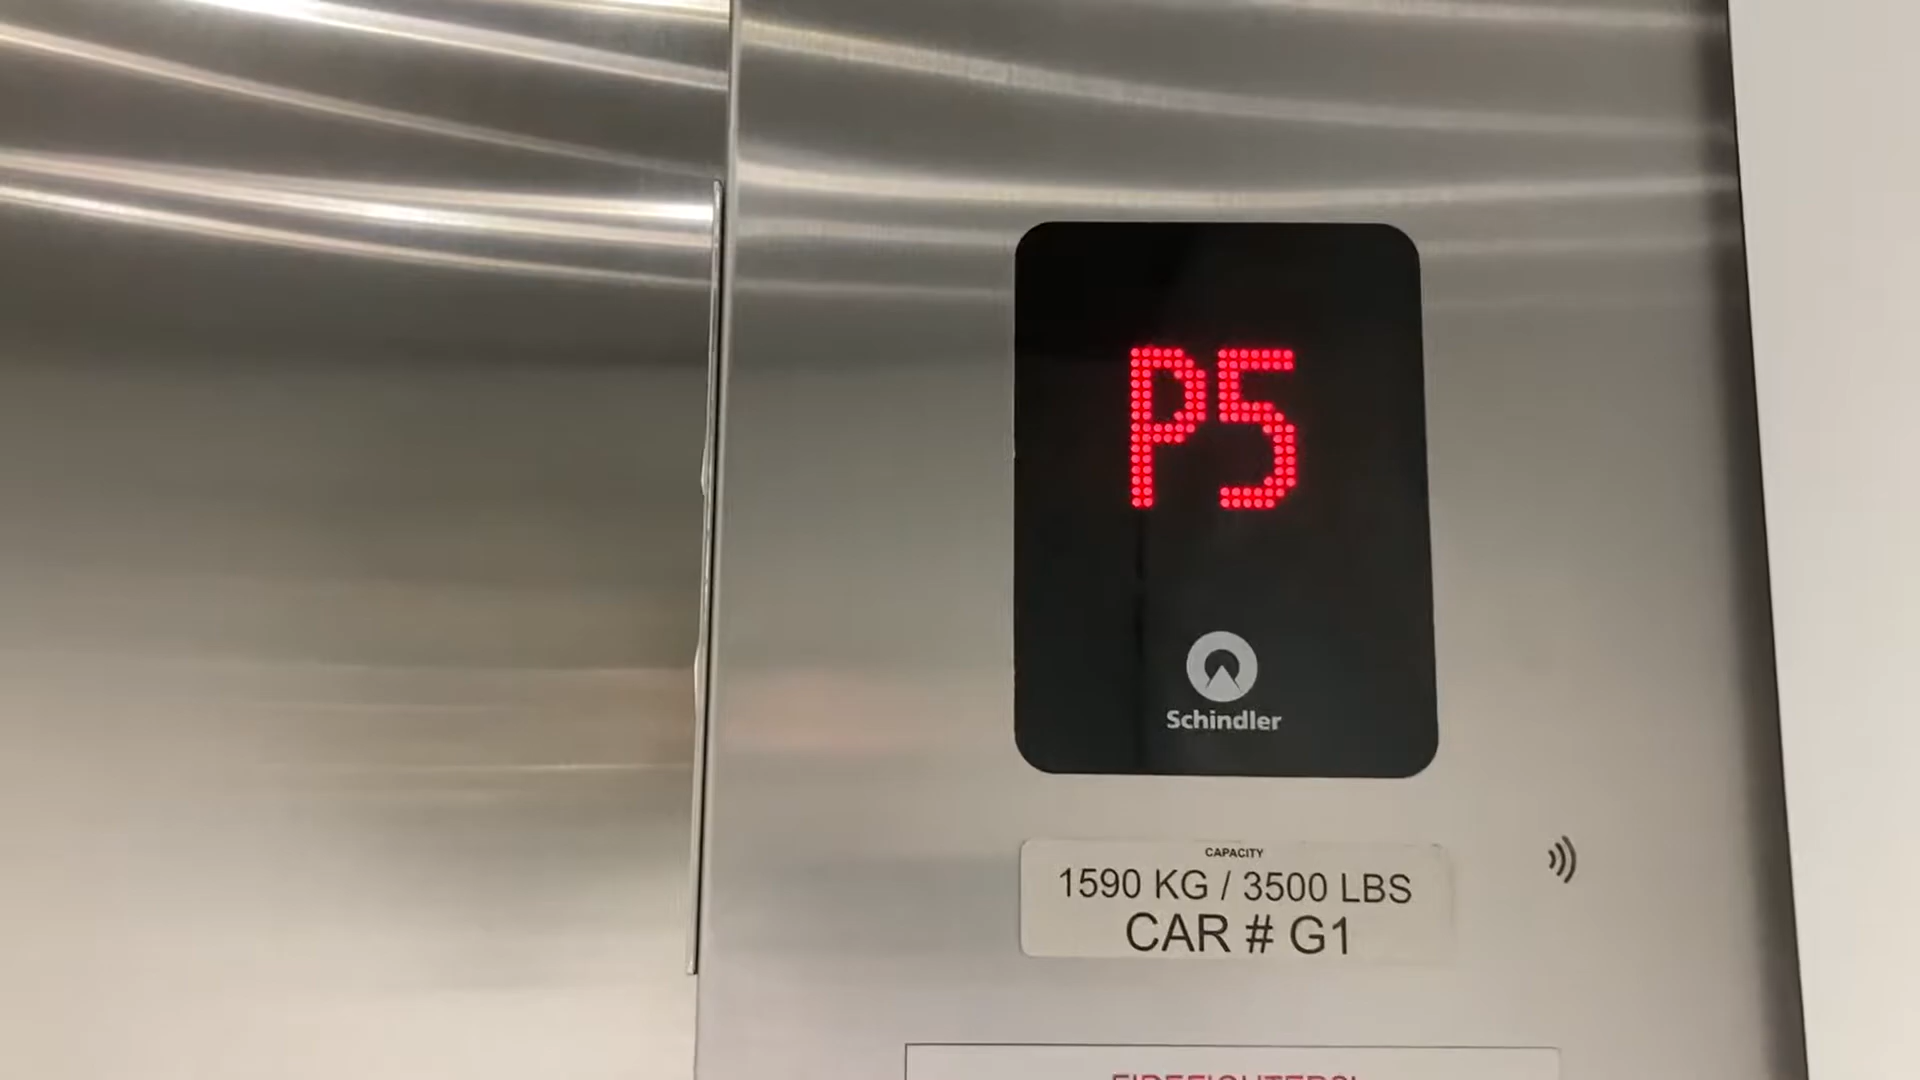 P5
Schindler
CAPACITY
1590 KG / 3500 LBS
CAR # G1